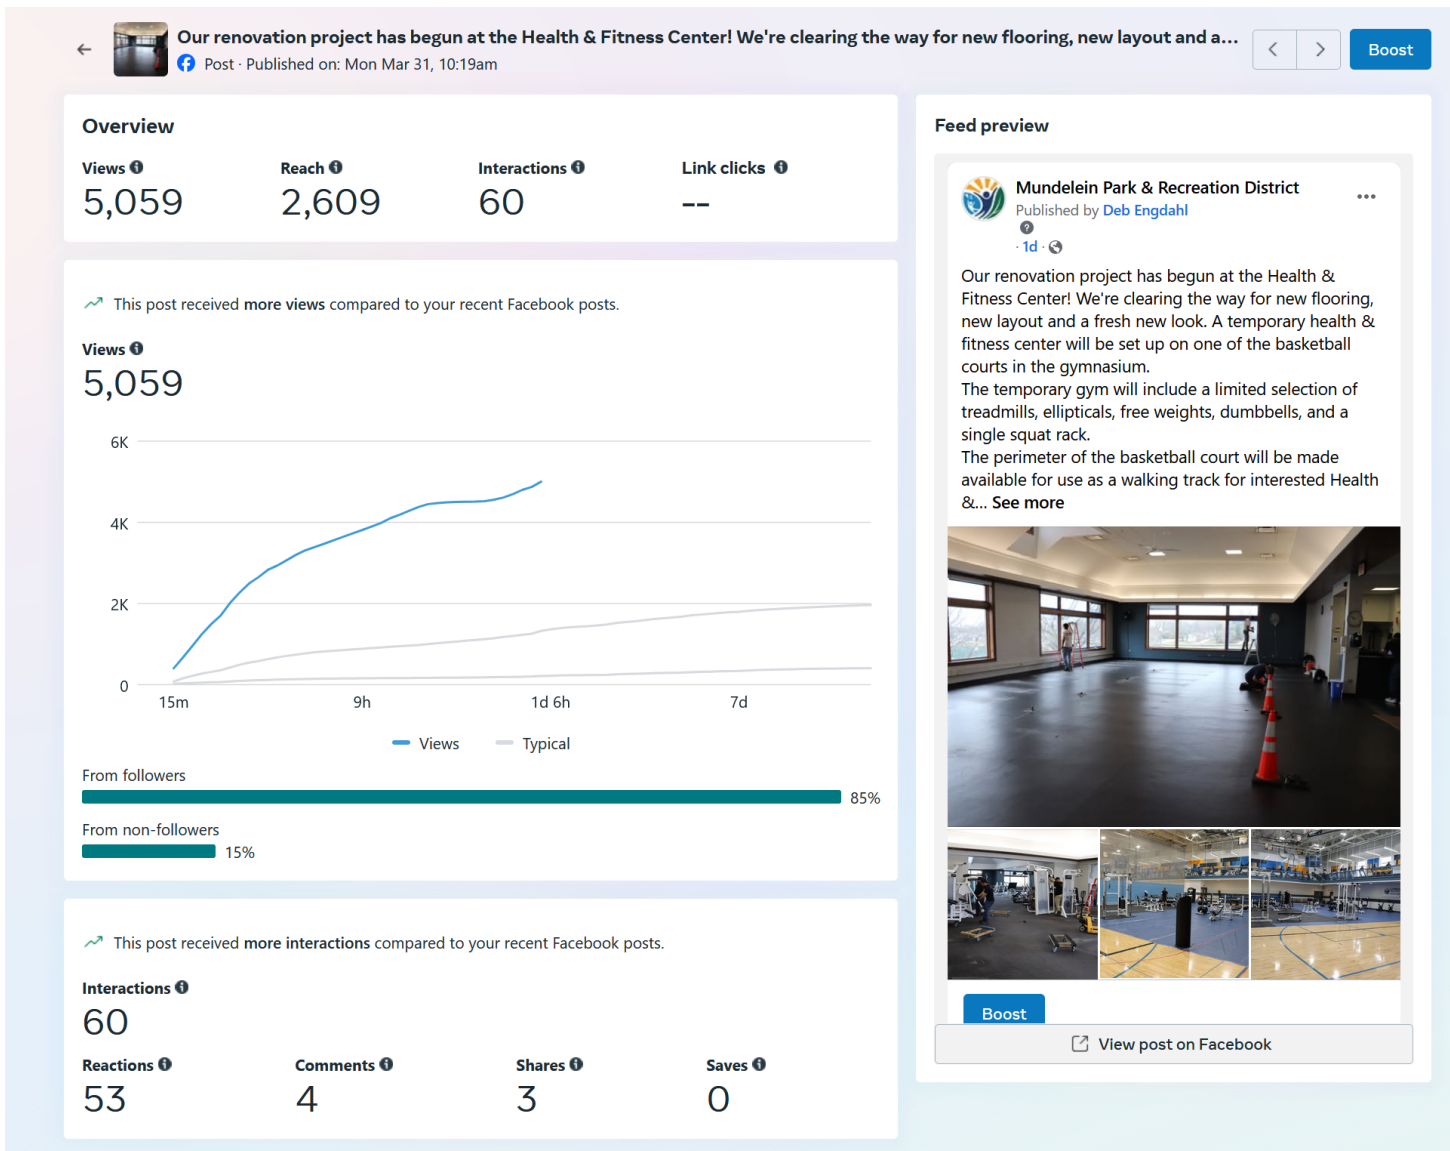 Our renovation project has begun at the Health & Fitness Center! We're clearing the way for new flooring, new layout and a...
Post · Published on: Mon Mar 31, 10:19am
Boost
Overview
Views
5,059
Reach
2,609
Interactions
60
Link clicks
--
This post received more views compared to your recent Facebook posts.
Views
5,059
6K
4K
2K
0
15m
9h
1d 6h
7d
Views
Typical
From followers
85%
From non-followers
15%
This post received more interactions compared to your recent Facebook posts.
Interactions
60
Reactions
53
Comments
4
Shares
3
Saves
0
Feed preview
Mundelein Park & Recreation District
Published by Deb Engdahl
· 1d ·
Our renovation project has begun at the Health &
Fitness Center! We're clearing the way for new flooring,
new layout and a fresh new look. A temporary health &
fitness center will be set up on one of the basketball
courts in the gymnasium.
The temporary gym will include a limited selection of
treadmills, ellipticals, free weights, dumbbells, and a
single squat rack.
The perimeter of the basketball court will be made
available for use as a walking track for interested Health
&... See more
Boost
View post on Facebook